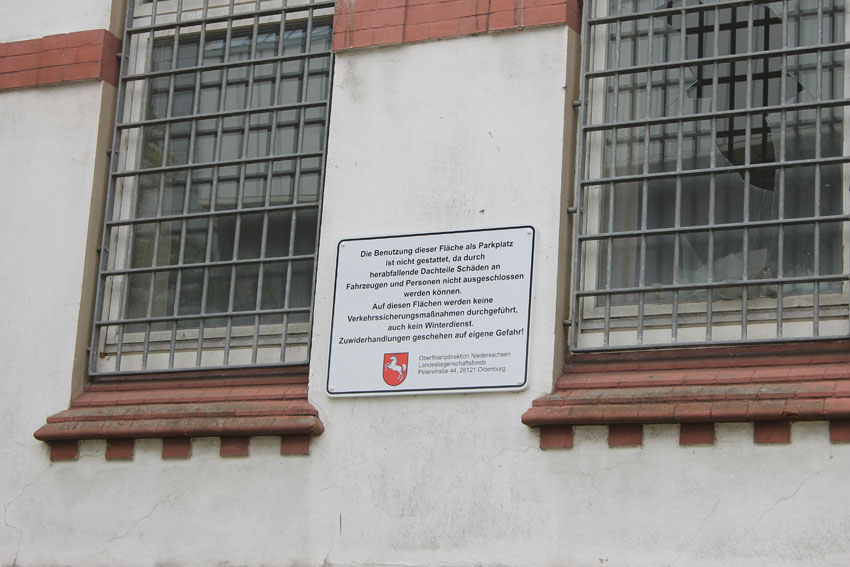 Die Benutzung dieser Fläche als Parkplatz
ist nicht gestattet, da durch
herabfallende Dachteile Schäden an
Fahrzeugen und Personen nicht ausgeschlossen
werden können.
Auf diesen Flächen werden keine
Verkehrssicherungsmaßnahmen durchgeführt,
auch kein Winterdienst.
Zuwiderhandlungen geschehen auf eigene Gefahr!
Oberfinanzdirektion Niedersachsen
Landesliegenschaftsfonds
Peterstraße 44, 26121 Oldenburg